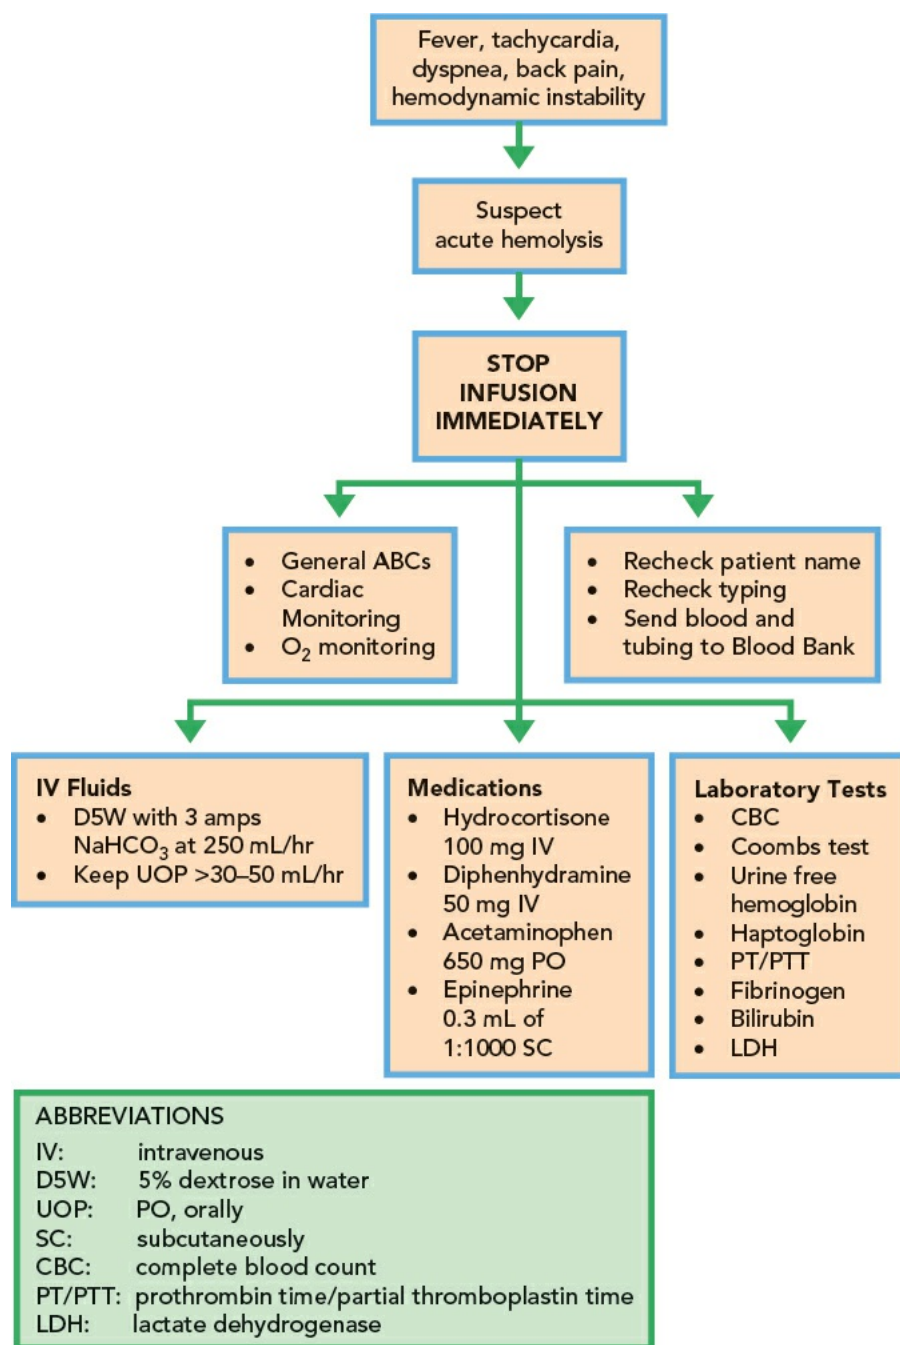 Fever, tachycardia,
dyspnea, back pain,
hemodynamic instability
Suspect
acute hemolysis
STOP
INFUSION
IMMEDIATELY
• General ABCs
• Cardiac
Monitoring
• O₂ monitoring
• Recheck patient name
• Recheck typing
• Send blood and
tubing to Blood Bank
IV Fluids
• D5W with 3 amps
NaHCO₃ at 250 mL/hr
• Keep UOP >30–50 mL/hr
Medications
• Hydrocortisone
100 mg IV
• Diphenhydramine
50 mg IV
• Acetaminophen
650 mg PO
• Epinephrine
0.3 mL of
1:1000 SC
Laboratory Tests
• CBC
• Coombs test
• Urine free
hemoglobin
• Haptoglobin
• PT/PTT
• Fibrinogen
• Bilirubin
• LDH
ABBREVIATIONS
IV: intravenous
D5W: 5% dextrose in water
UOP: PO, orally
SC: subcutaneously
CBC: complete blood count
PT/PTT: prothrombin time/partial thromboplastin time
LDH: lactate dehydrogenase